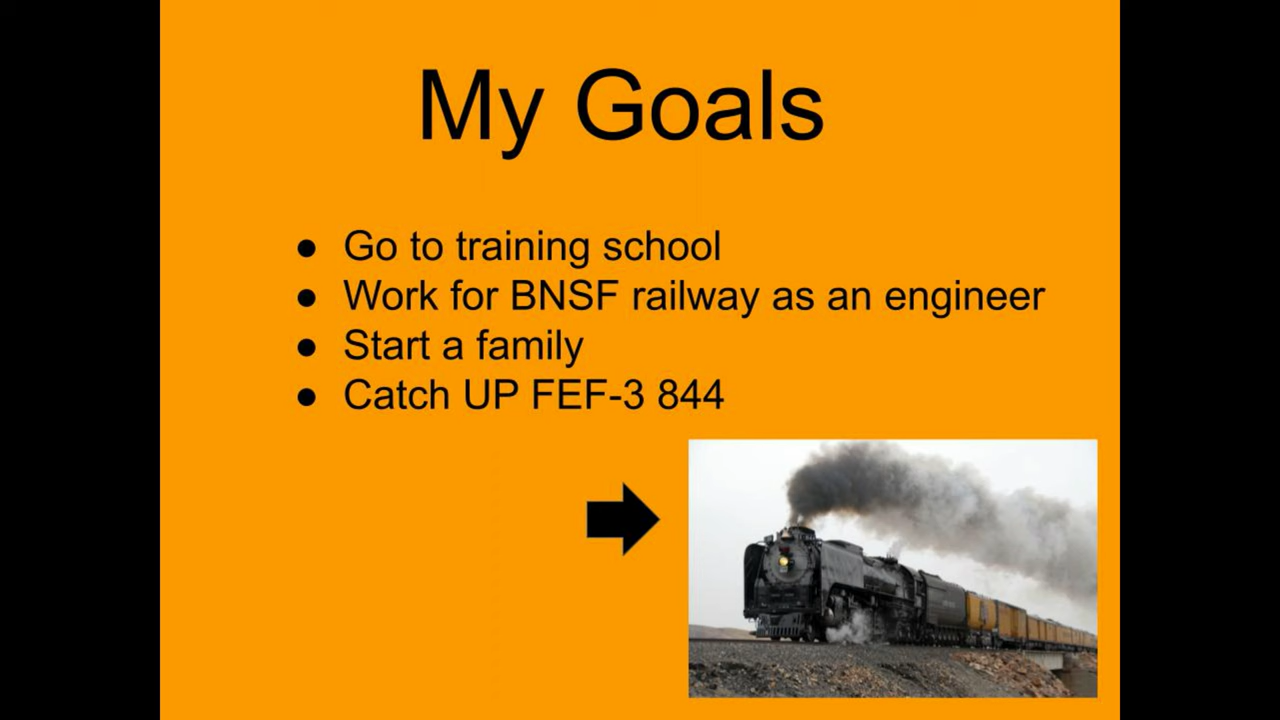 My Goals
● Go to training school
● Work for BNSF railway as an engineer
● Start a family
● Catch UP FEF-3 844